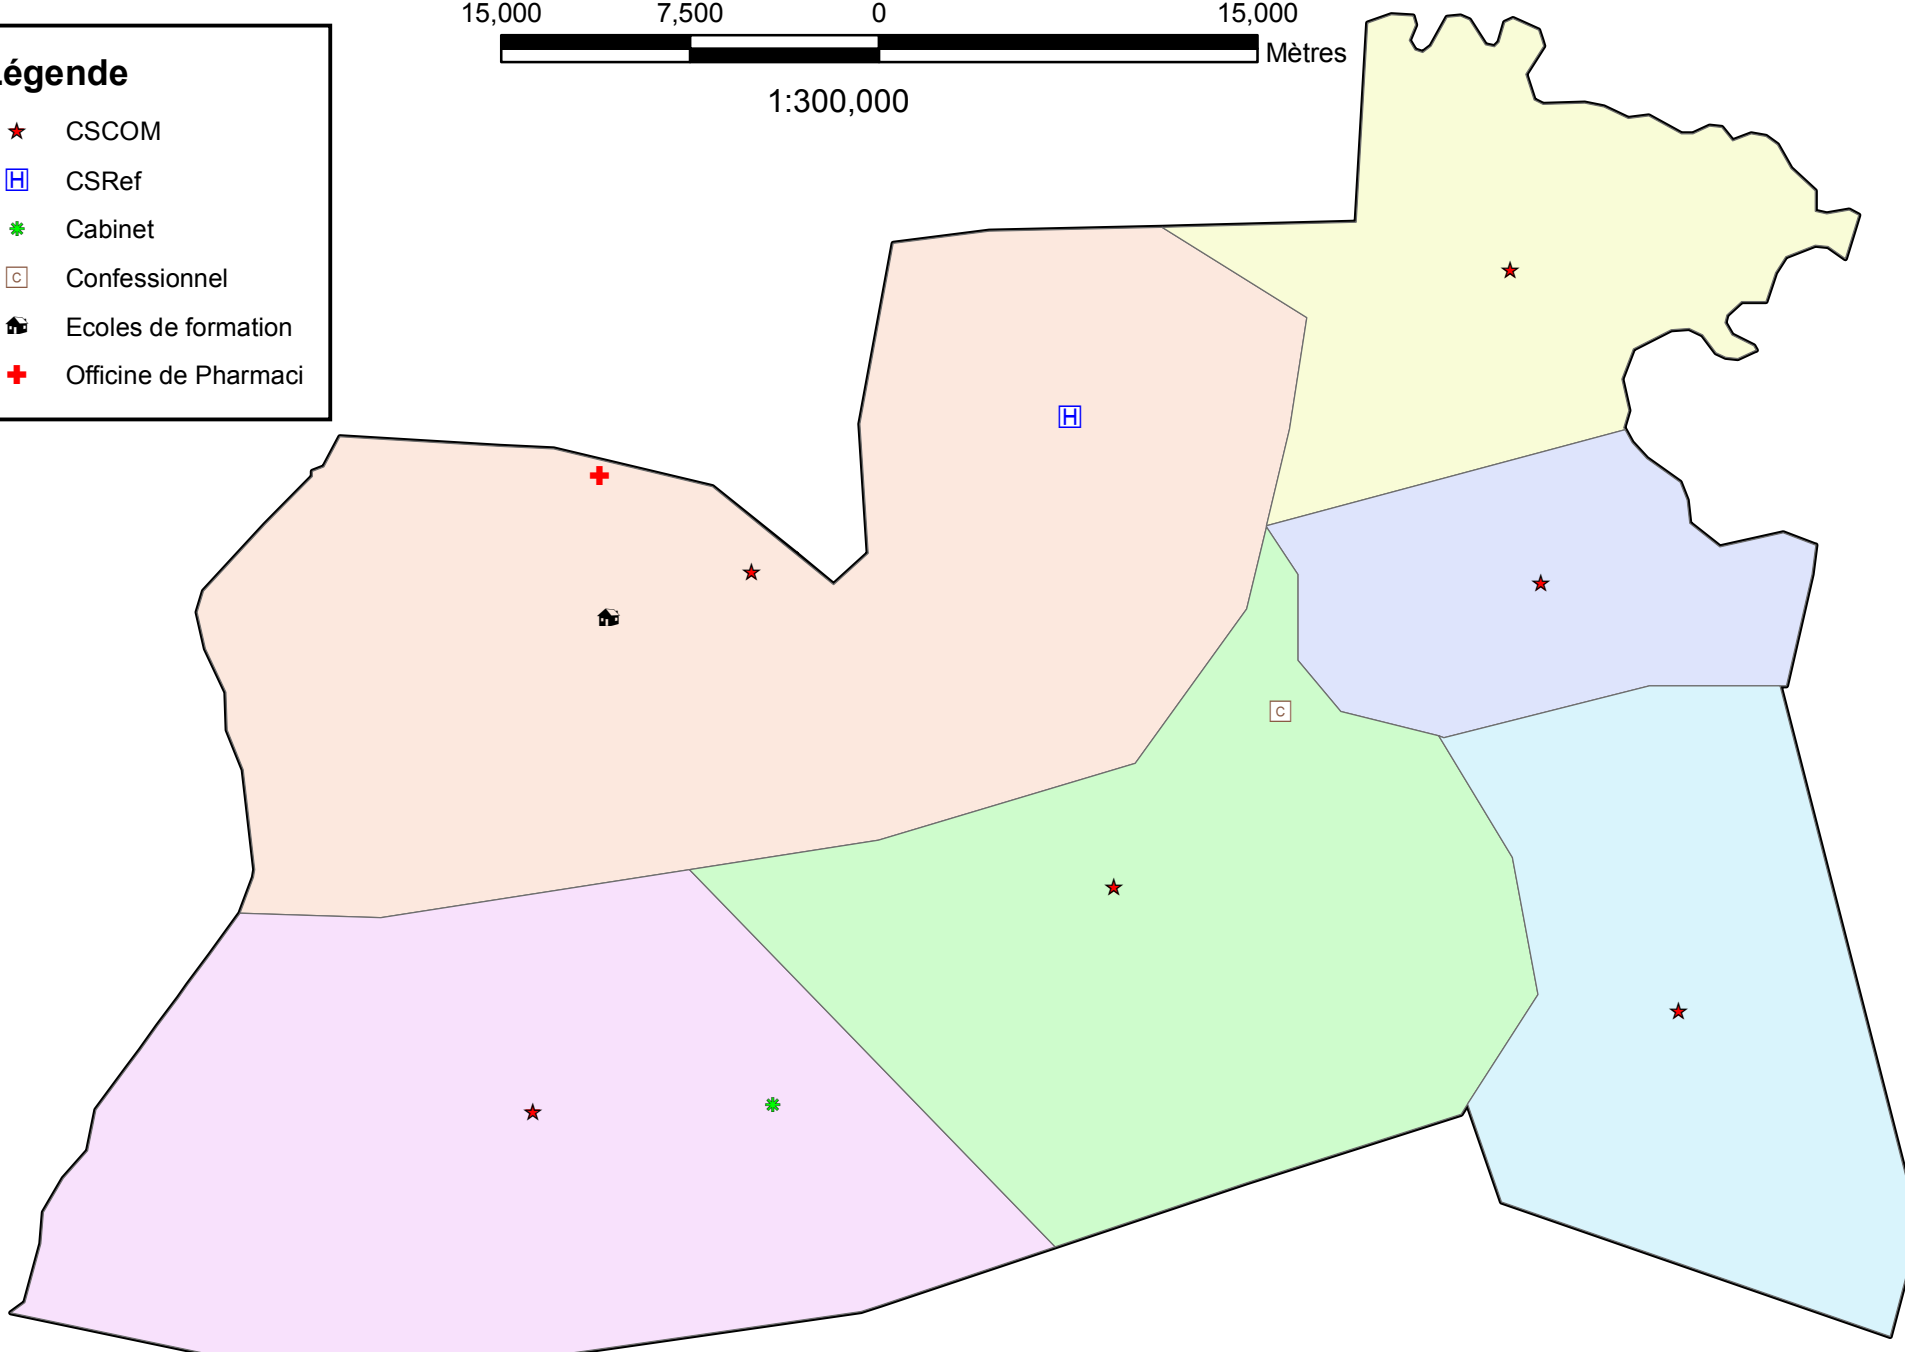 15,000 7,500 0 15,000
Mètres
1:300,000
Légende
CSCOM
H CSRef
Cabinet
C Confessionnel
Ecoles de formation
Officine de Pharmaci
H
C